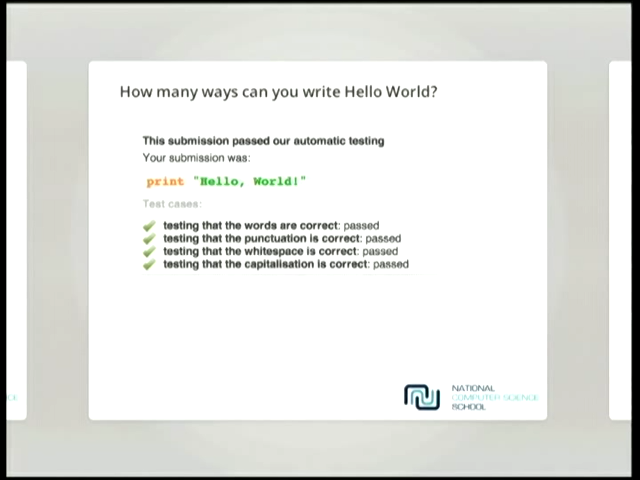 How many ways can you write Hello World?
This submission passed our automatic testing
Your submission was:
print "Hello, World!"
Test cases:
testing that the words are correct: passed
testing that the punctuation is correct: passed
testing that the whitespace is correct: passed
testing that the capitalisation is correct: passed
NATIONAL
COMPUTER SCIENCE
SCHOOL